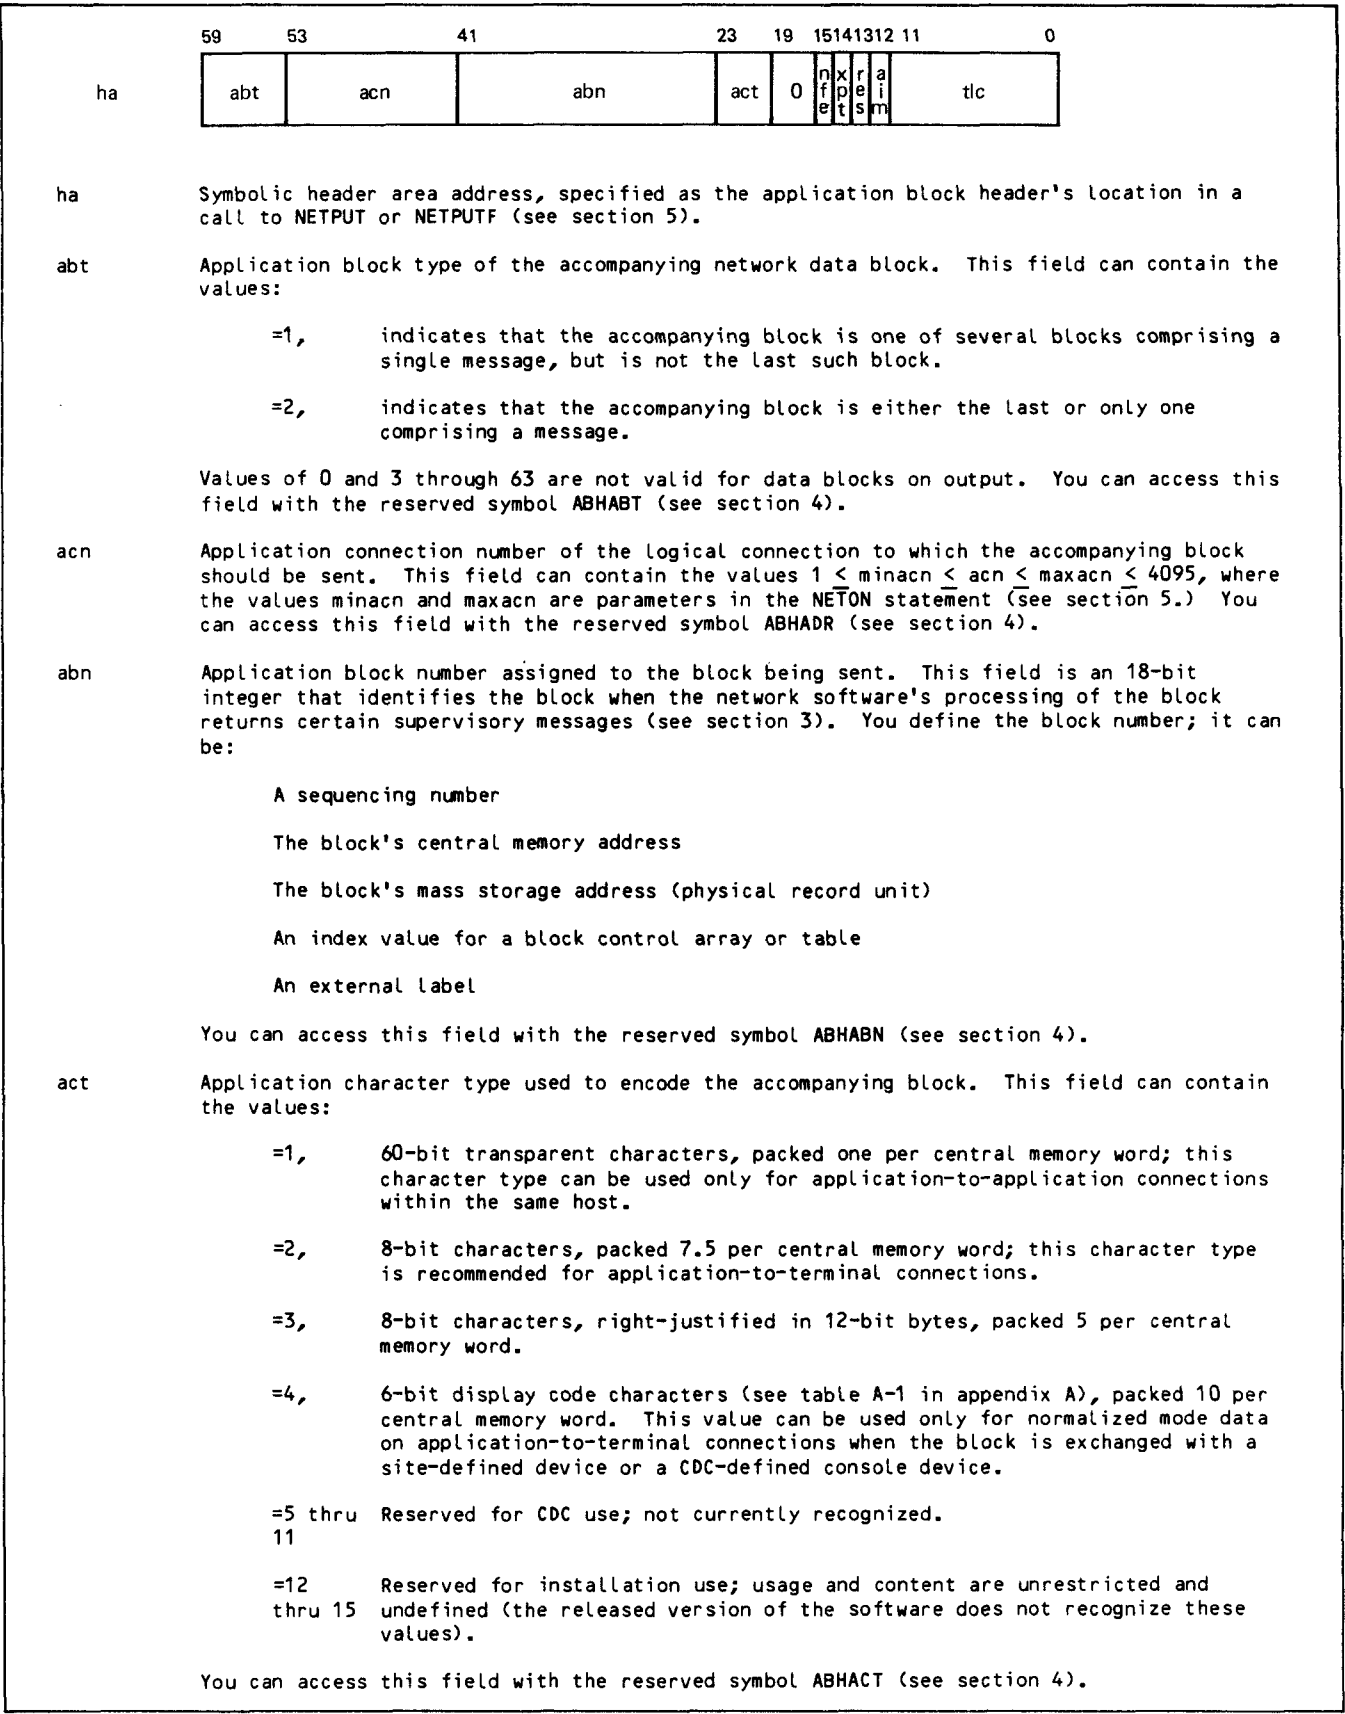 59 53 41 23 19 15141312 11 0
ha abt acn abn act 0 nfe xpt res aim tlc
ha Symbolic header area address, specified as the application block header's location in a
call to NETPUT or NETPUTF (see section 5).
abt Application block type of the accompanying network data block. This field can contain the
values:
=1, indicates that the accompanying block is one of several blocks comprising a
single message, but is not the last such block.
=2, indicates that the accompanying block is either the last or only one
comprising a message.
Values of 0 and 3 through 63 are not valid for data blocks on output. You can access this
field with the reserved symbol ABHABT (see section 4).
acn Application connection number of the logical connection to which the accompanying block
should be sent. This field can contain the values 1 ≤ minacn ≤ acn ≤ maxacn ≤ 4095, where
the values minacn and maxacn are parameters in the NETON statement (see section 5.) You
can access this field with the reserved symbol ABHADR (see section 4).
abn Application block number assigned to the block being sent. This field is an 18-bit
integer that identifies the block when the network software's processing of the block
returns certain supervisory messages (see section 3). You define the block number; it can
be:
A sequencing number
The block's central memory address
The block's mass storage address (physical record unit)
An index value for a block control array or table
An external label
You can access this field with the reserved symbol ABHABN (see section 4).
act Application character type used to encode the accompanying block. This field can contain
the values:
=1, 60-bit transparent characters, packed one per central memory word; this
character type can be used only for application-to-application connections
within the same host.
=2, 8-bit characters, packed 7.5 per central memory word; this character type
is recommended for application-to-terminal connections.
=3, 8-bit characters, right-justified in 12-bit bytes, packed 5 per central
memory word.
=4, 6-bit display code characters (see table A-1 in appendix A), packed 10 per
central memory word. This value can be used only for normalized mode data
on application-to-terminal connections when the block is exchanged with a
site-defined device or a CDC-defined console device.
=5 thru Reserved for CDC use; not currently recognized.
11
=12 Reserved for installation use; usage and content are unrestricted and
thru 15 undefined (the released version of the software does not recognize these
values).
You can access this field with the reserved symbol ABHACT (see section 4).